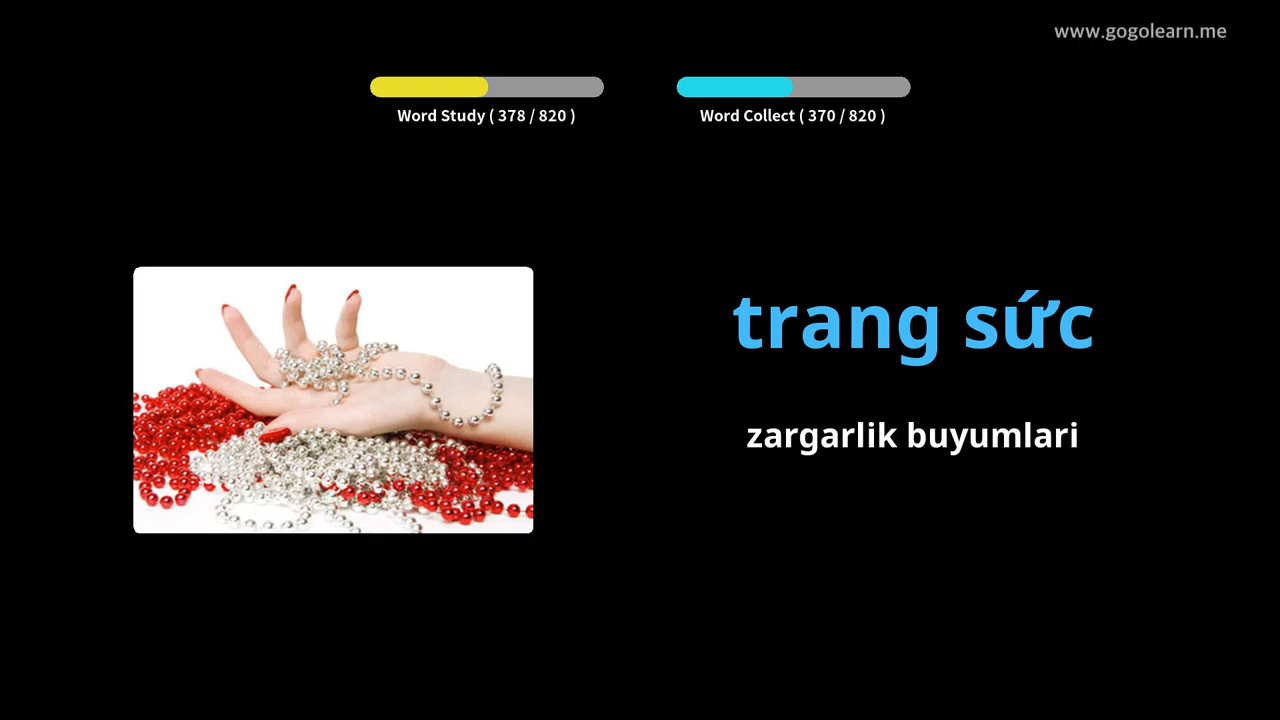 www.gogolearn.me
Word Study ( 378 / 820 )
Word Collect ( 370 / 820 )
trang sức
zargarlik buyumlari